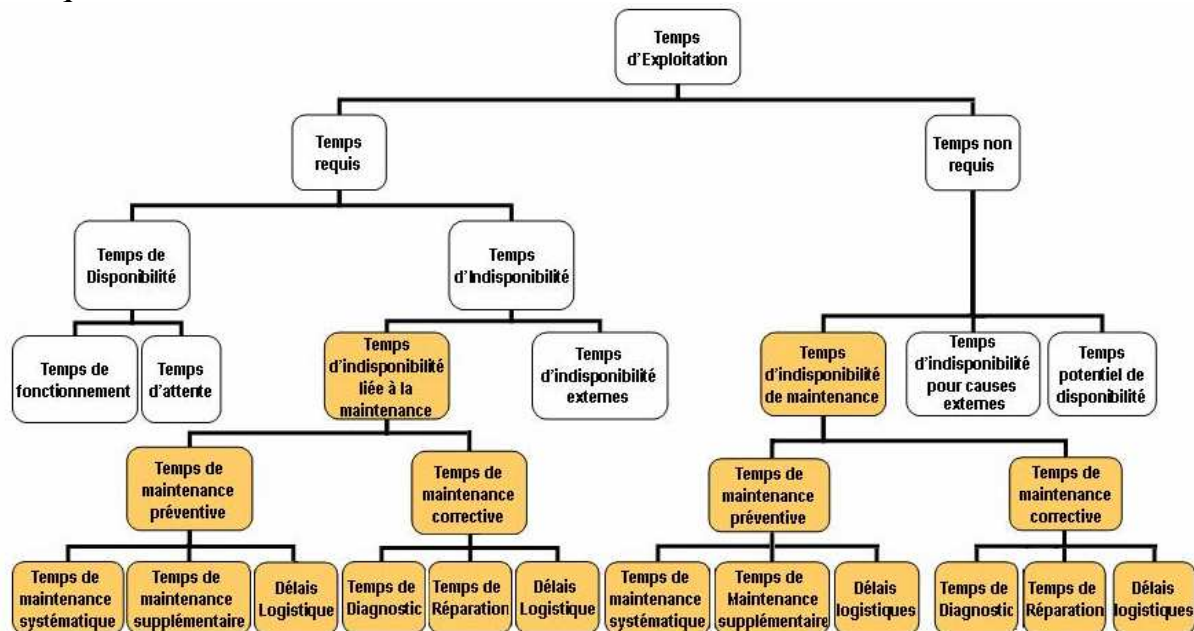 Temps
d'Exploitation
Temps
requis
Temps non
requis
Temps de
Disponibilité
Temps
d'Indisponibilité
Temps de
fonctionnement
Temps
d'attente
Temps
d'indisponibilité
liée à la
maintenance
Temps
d'indisponibilité
externes
Temps
d'indisponibilité
de maintenance
Temps
d'indisponibilité
pour causes
externes
Temps
potentiel de
disponibilité
Temps de
maintenance
préventive
Temps de
maintenance
corrective
Temps de
maintenance
préventive
Temps de
maintenance
corrective
Temps de
maintenance
systématique
Temps de
maintenance
supplémentaire
Délais
Logistique
Temps de
Diagnostic
Temps de
Réparation
Délais
Logistique
Temps de
maintenance
systématique
Temps de
Maintenance
supplémentaire
Délais
logistiques
Temps de
Diagnostic
Temps de
Réparation
Délais
logistiques